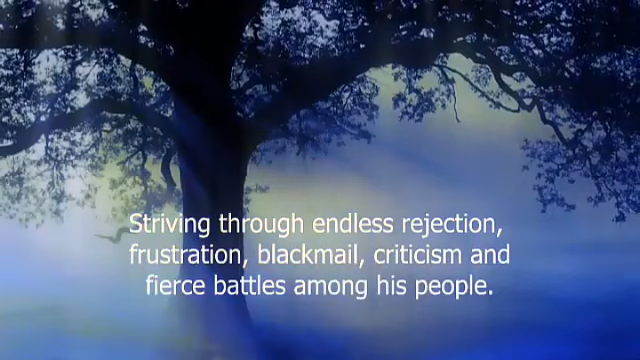 Striving through endless rejection,
frustration, blackmail, criticism and
fierce battles among his people.